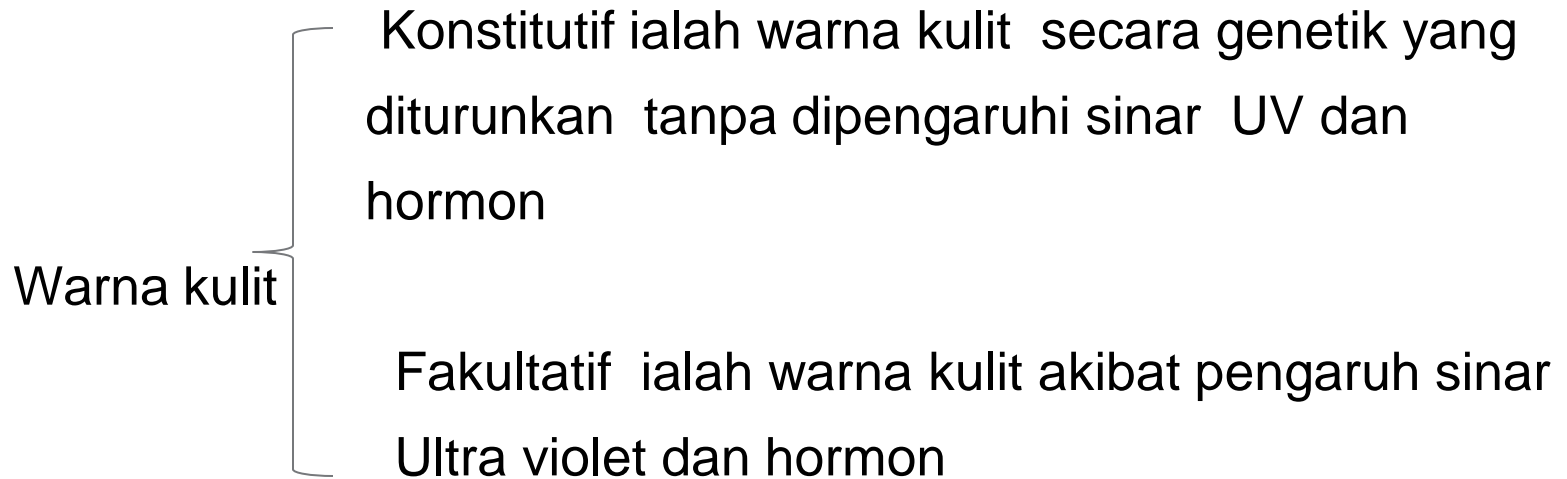 Konstitutif ialah warna kulit secara genetik yang
diturunkan tanpa dipengaruhi sinar UV dan
hormon
Warna kulit
Fakultatif ialah warna kulit akibat pengaruh sinar
Ultra violet dan hormon